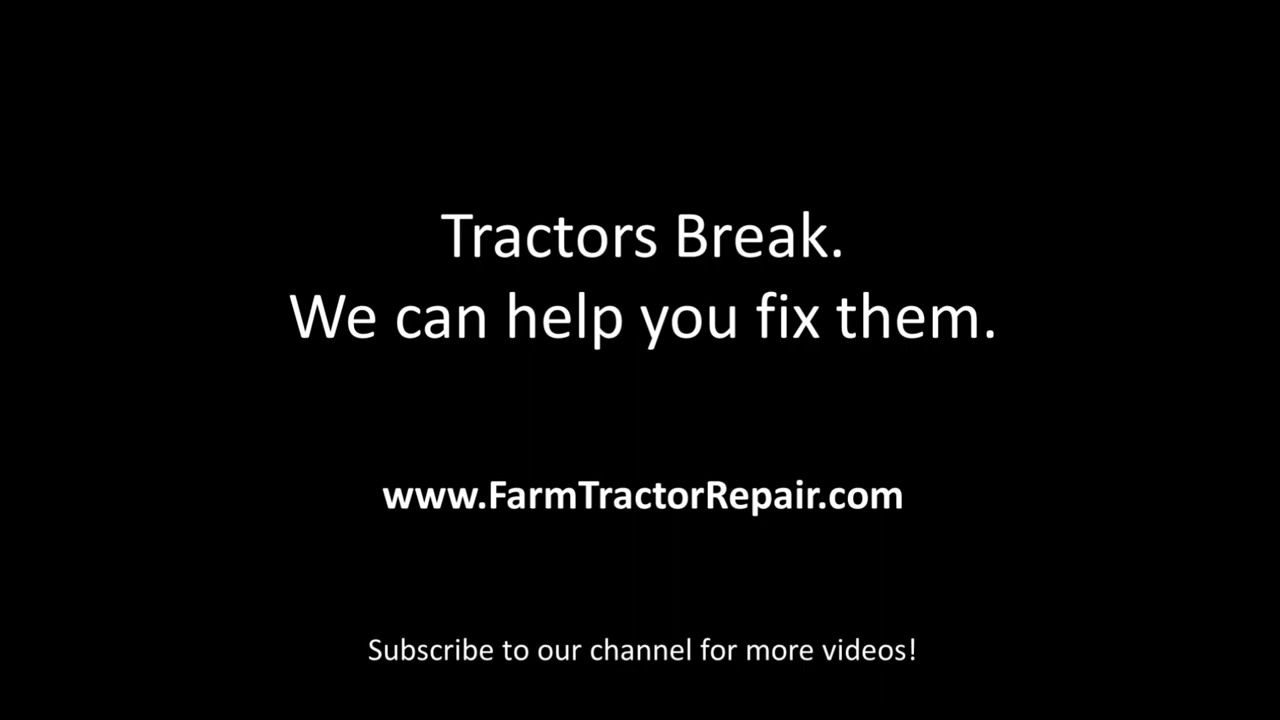 Tractors Break.
We can help you fix them.
www.FarmTractorRepair.com
Subscribe to our channel for more videos!